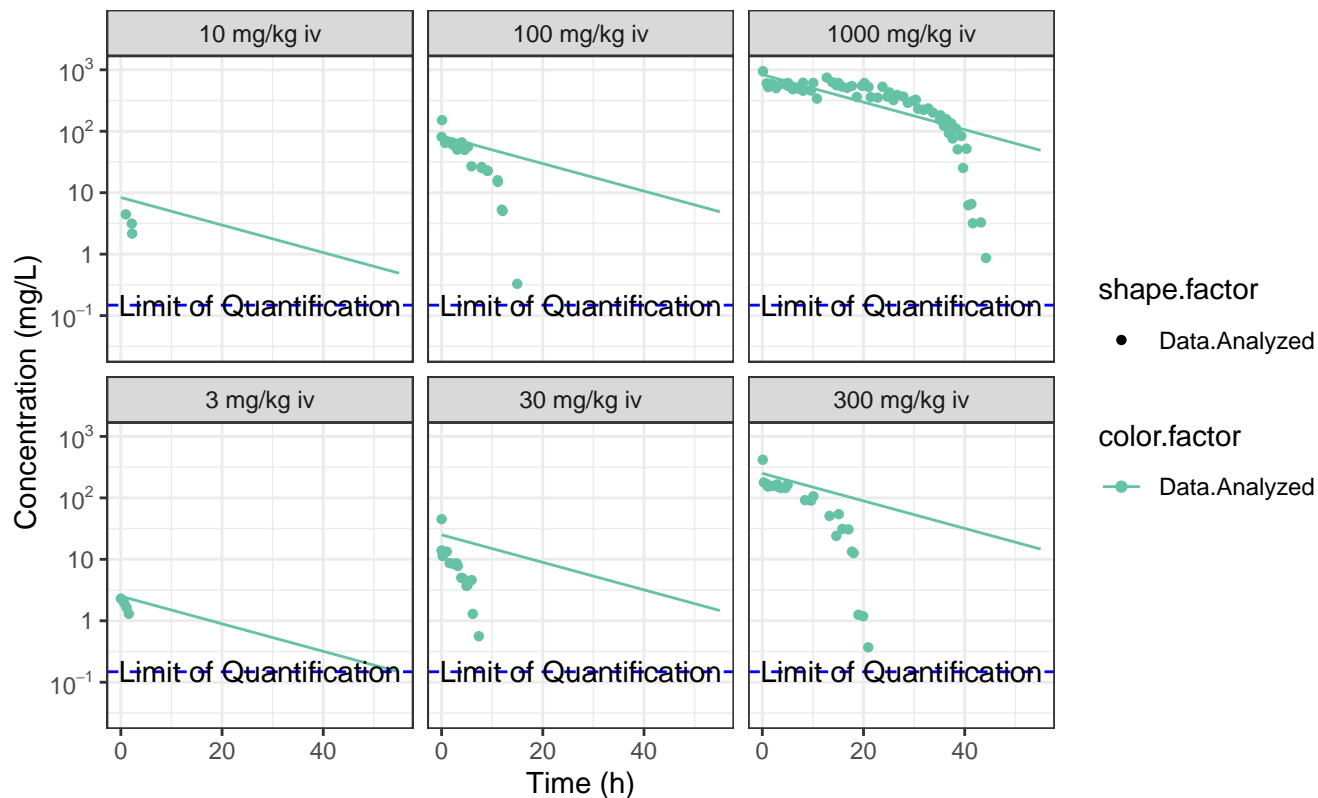 10 mg/kg iv
100 mg/kg iv
1000 mg/kg iv
10³
10²
10
1
10⁻¹
Limit of Quantification
Limit of Quantification
Limit of Quantification
3 mg/kg iv
30 mg/kg iv
300 mg/kg iv
10³
10²
10
1
10⁻¹
Limit of Quantification
Limit of Quantification
Limit of Quantification
0 20 40
0 20 40
0 20 40
Time (h)
Concentration (mg/L)
shape.factor
Data.Analyzed
color.factor
Data.Analyzed